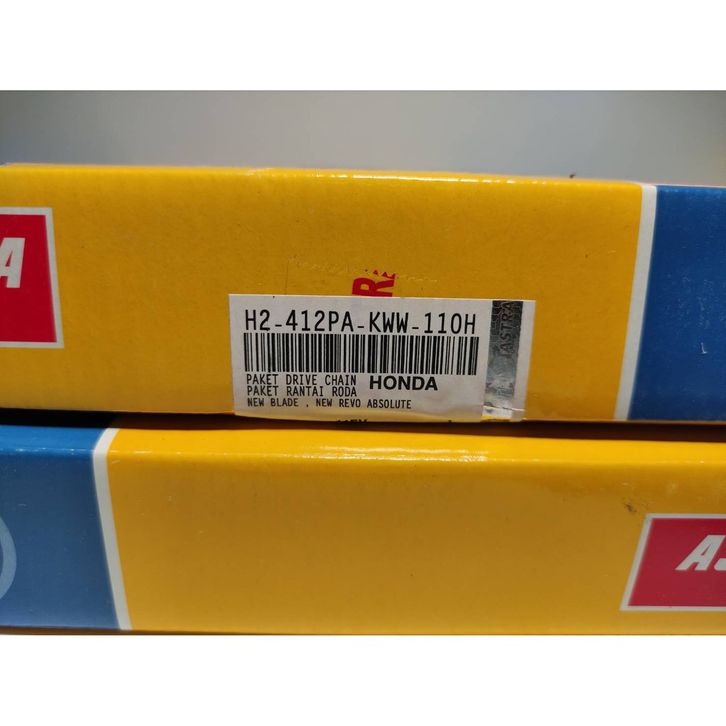 A
R
H2-412PA-KWW-110H
ASTRA
PAKET DRIVE CHAIN HONDA
PAKET RANTAI RODA
NEW BLADE , NEW REVO ABSOLUTE